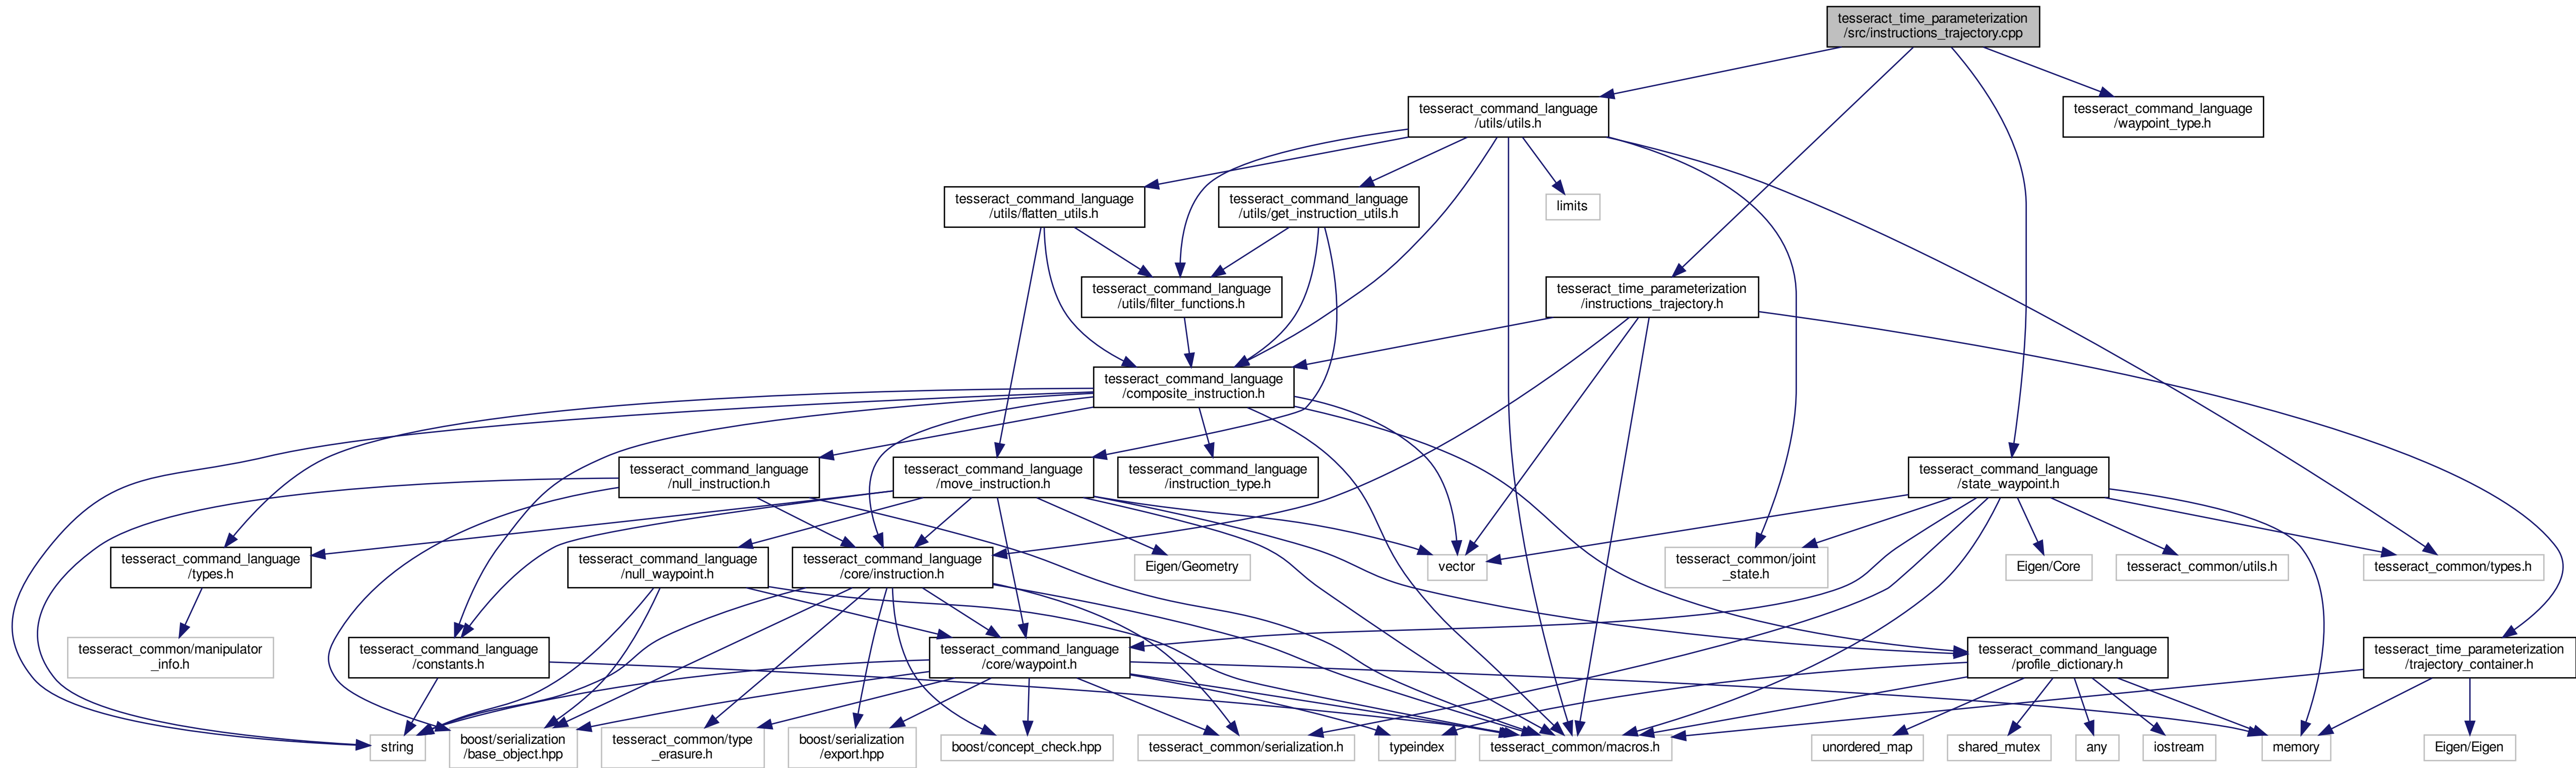 tesseract_time_parameterization
/src/instructions_trajectory.cpp
tesseract_command_language
/utils/utils.h
tesseract_command_language
/waypoint_type.h
tesseract_command_language
/utils/flatten_utils.h
tesseract_command_language
/utils/get_instruction_utils.h
limits
tesseract_command_language
/utils/filter_functions.h
tesseract_time_parameterization
/instructions_trajectory.h
tesseract_command_language
/composite_instruction.h
tesseract_command_language
/null_instruction.h
tesseract_command_language
/move_instruction.h
tesseract_command_language
/instruction_type.h
tesseract_command_language
/state_waypoint.h
tesseract_command_language
/types.h
tesseract_command_language
/null_waypoint.h
tesseract_command_language
/core/instruction.h
Eigen/Geometry
vector
tesseract_common/joint
_state.h
Eigen/Core
tesseract_common/utils.h
tesseract_common/types.h
tesseract_common/manipulator
_info.h
tesseract_command_language
/constants.h
tesseract_command_language
/core/waypoint.h
tesseract_command_language
/profile_dictionary.h
tesseract_time_parameterization
/trajectory_container.h
string
boost/serialization
/base_object.hpp
tesseract_common/type
_erasure.h
boost/serialization
/export.hpp
boost/concept_check.hpp
tesseract_common/serialization.h
typeindex
tesseract_common/macros.h
unordered_map
shared_mutex
any
iostream
memory
Eigen/Eigen